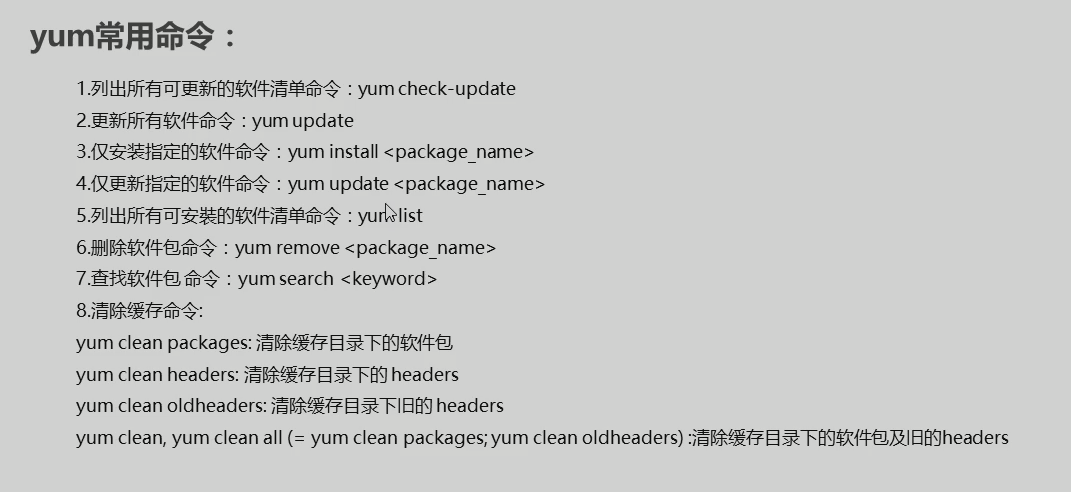 yum常用命令：
1.列出所有可更新的软件清单命令：yum check-update
2.更新所有软件命令：yum update
3.仅安装指定的软件命令：yum install <package_name>
4.仅更新指定的软件命令：yum update <package_name>
5.列出所有可安裝的软件清单命令：yum list
6.删除软件包命令：yum remove <package_name>
7.查找软件包 命令：yum search <keyword>
8.清除缓存命令:
yum clean packages: 清除缓存目录下的软件包
yum clean headers: 清除缓存目录下的 headers
yum clean oldheaders: 清除缓存目录下旧的 headers
yum clean, yum clean all (= yum clean packages; yum clean oldheaders) :清除缓存目录下的软件包及旧的headers